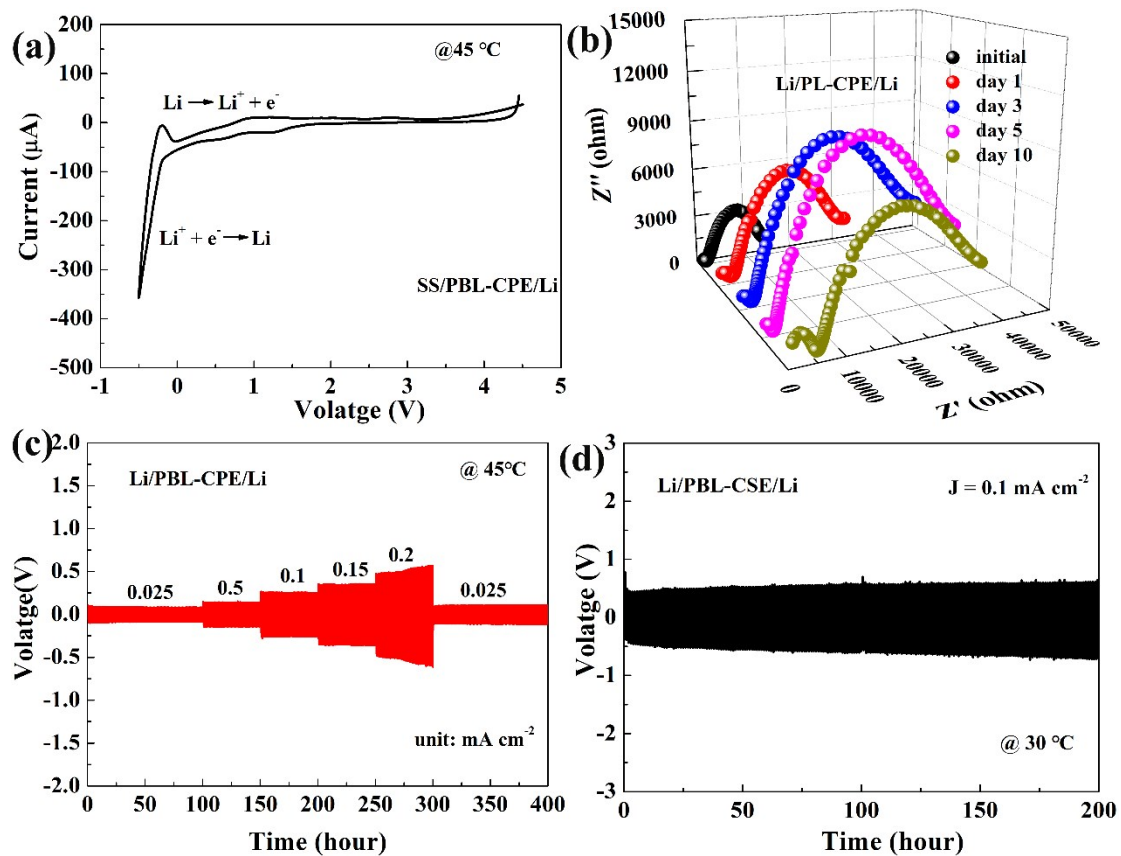 (a)
@45 °C
Li → Li⁺ + e⁻
Li⁺ + e⁻ → Li
SS/PBL-CPE/Li
200
100
0
-100
-200
-300
-400
-500
Current (μA)
-1 0 1 2 3 4 5
Volatge (V)
(b)
Li/PL-CPE/Li
initial
day 1
day 3
day 5
day 10
15000
12000
9000
6000
3000
0
Z'' (ohm)
0 10000 20000 30000 40000 50000
Z' (ohm)
(c)
Li/PBL-CPE/Li
@ 45°C
0.025 0.5 0.1 0.15 0.2 0.025
unit: mA cm⁻²
2.0
1.5
1.0
0.5
0.0
-0.5
-1.0
-1.5
-2.0
Volatge(V)
0 50 100 150 200 250 300 350 400
Time (hour)
(d)
Li/PBL-CSE/Li
J = 0.1 mA cm⁻²
@ 30 °C
3
2
1
0
-1
-2
-3
Volatge (V)
0 50 100 150 200
Time (hour)